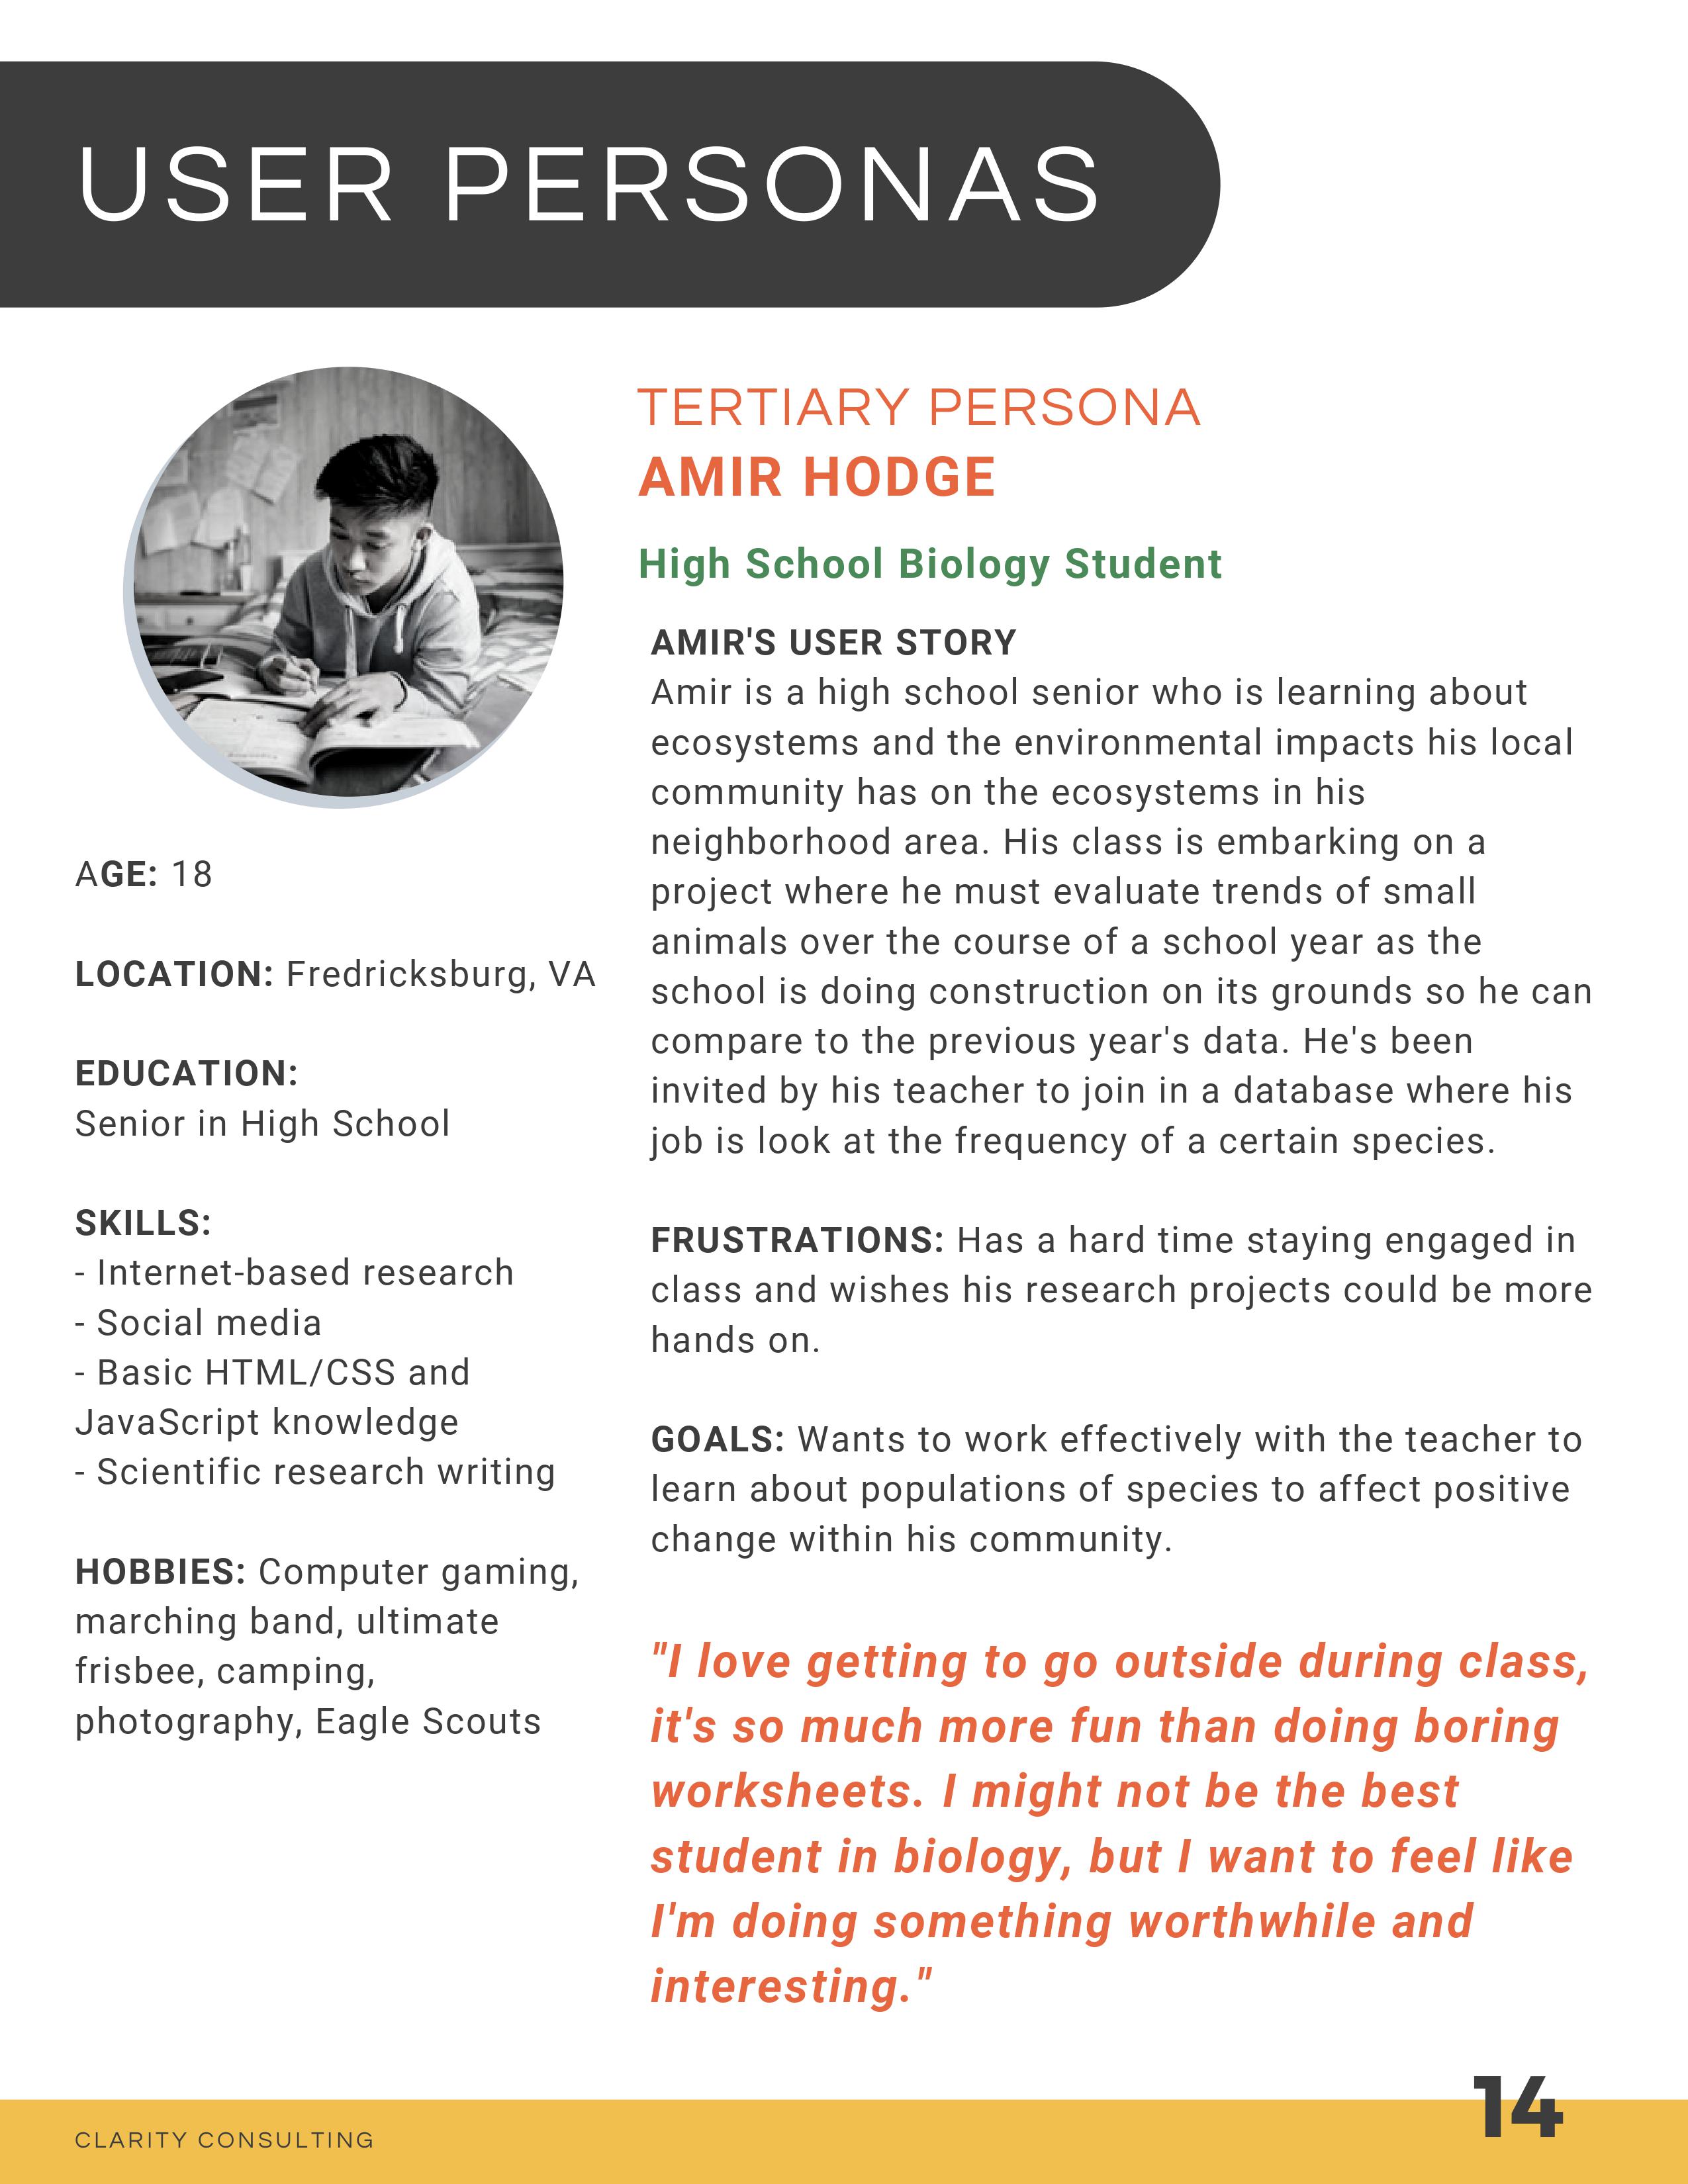 USER PERSONAS
TERTIARY PERSONA
AMIR HODGE
High School Biology Student
AGE: 18
LOCATION: Fredricksburg, VA
EDUCATION:
Senior in High School
SKILLS:
- Internet-based research
- Social media
- Basic HTML/CSS and
JavaScript knowledge
- Scientific research writing
HOBBIES: Computer gaming,
marching band, ultimate
frisbee, camping,
photography, Eagle Scouts
AMIR'S USER STORY
Amir is a high school senior who is learning about
ecosystems and the environmental impacts his local
community has on the ecosystems in his
neighborhood area. His class is embarking on a
project where he must evaluate trends of small
animals over the course of a school year as the
school is doing construction on its grounds so he can
compare to the previous year's data. He's been
invited by his teacher to join in a database where his
job is look at the frequency of a certain species.
FRUSTRATIONS: Has a hard time staying engaged in
class and wishes his research projects could be more
hands on.
GOALS: Wants to work effectively with the teacher to
learn about populations of species to affect positive
change within his community.
"I love getting to go outside during class,
it's so much more fun than doing boring
worksheets. I might not be the best
student in biology, but I want to feel like
I'm doing something worthwhile and
interesting."
CLARITY CONSULTING
14